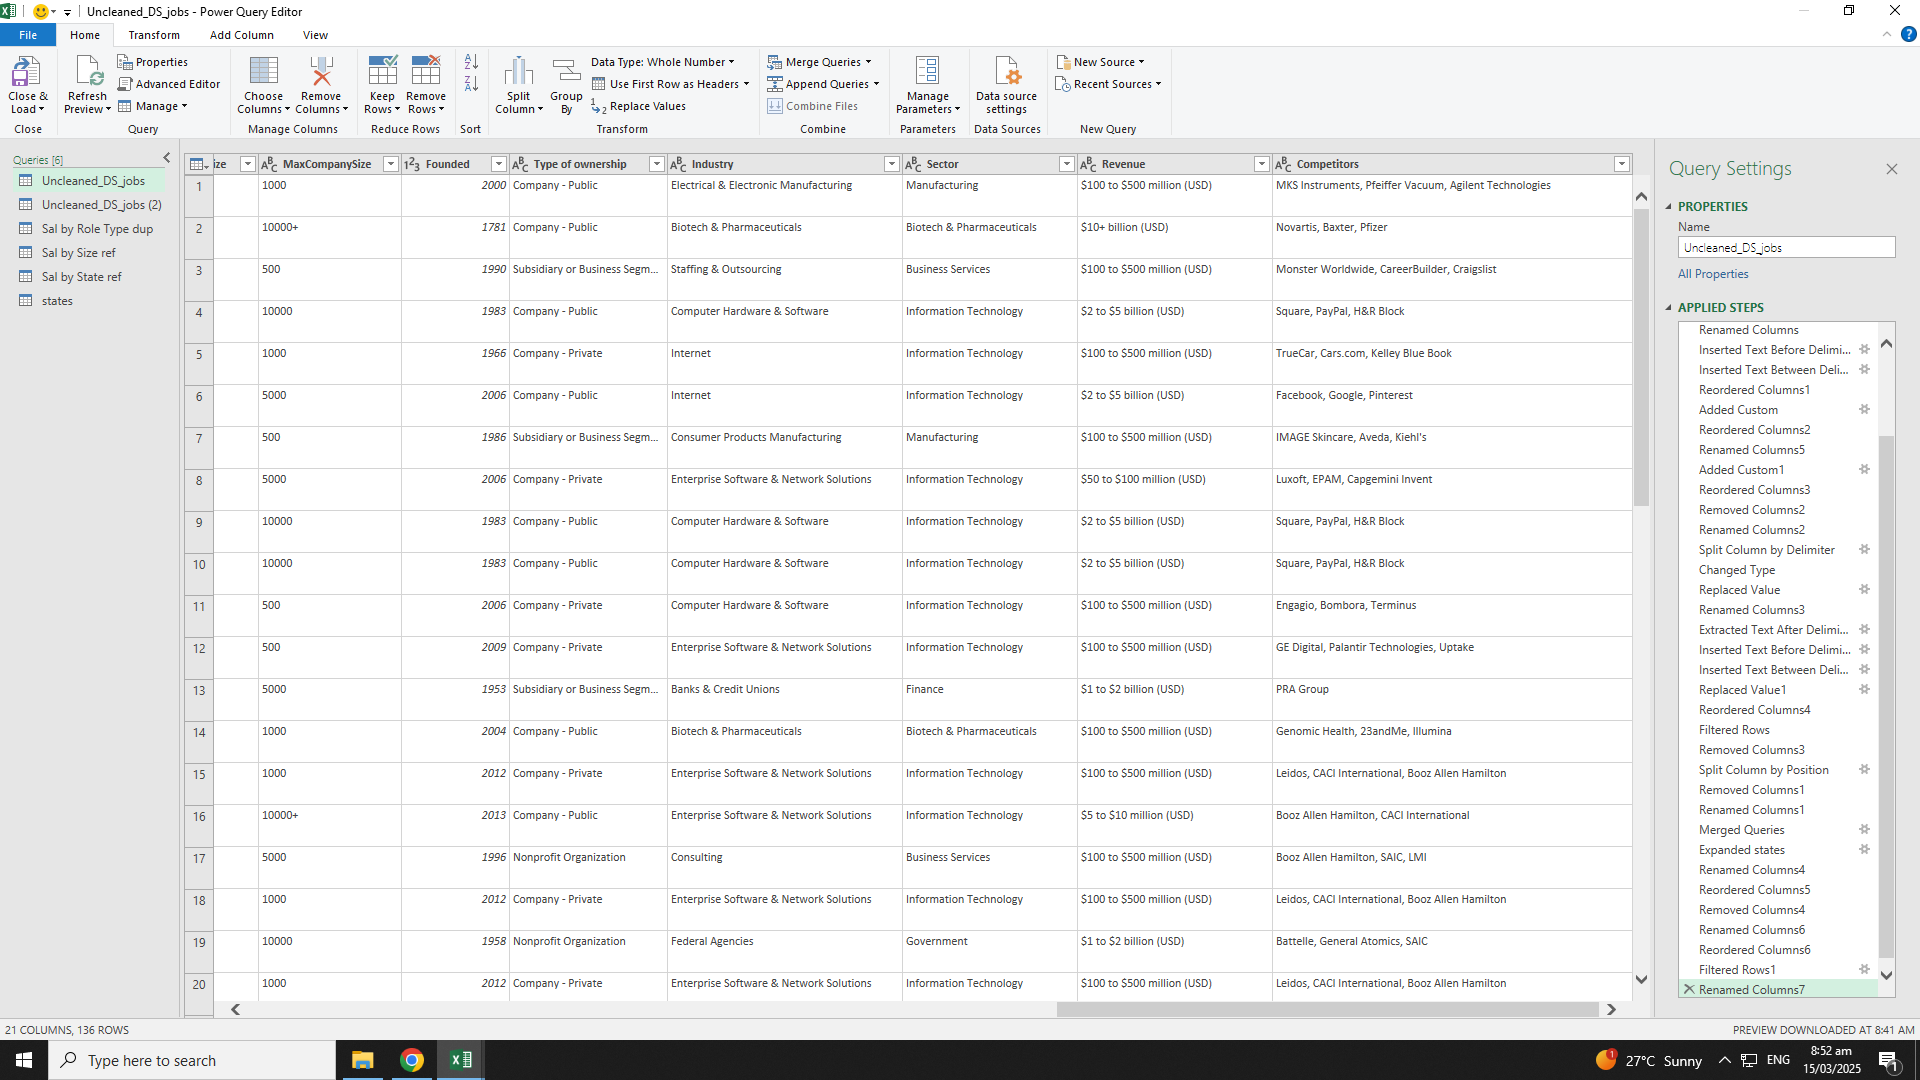 Uncleaned_DS_jobs - Power Query Editor
File Home Transform Add Column View
Close & Load
Refresh Preview
Properties
Advanced Editor
Manage
Choose Columns
Remove Columns
Keep Rows
Remove Rows
Split Column
Group By
Data Type: Whole Number
Use First Row as Headers
Replace Values
Merge Queries
Append Queries
Combine Files
Manage Parameters
Data source settings
New Source
Recent Sources
Close Query Manage Columns Reduce Rows Sort Transform Combine Parameters Data Sources New Query
Queries [6]
Uncleaned_DS_jobs
Uncleaned_DS_jobs (2)
Sal by Role Type dup
Sal by Size ref
Sal by State ref
states
ize MaxCompanySize Founded Type of ownership Industry Sector Revenue Competitors
1 1000 2000 Company - Public Electrical & Electronic Manufacturing Manufacturing $100 to $500 million (USD) MKS Instruments, Pfeiffer Vacuum, Agilent Technologies
2 10000+ 1781 Company - Public Biotech & Pharmaceuticals Biotech & Pharmaceuticals $10+ billion (USD) Novartis, Baxter, Pfizer
3 500 1990 Subsidiary or Business Segm... Staffing & Outsourcing Business Services $100 to $500 million (USD) Monster Worldwide, CareerBuilder, Craigslist
4 10000 1983 Company - Public Computer Hardware & Software Information Technology $2 to $5 billion (USD) Square, PayPal, H&R Block
5 1000 1966 Company - Private Internet Information Technology $100 to $500 million (USD) TrueCar, Cars.com, Kelley Blue Book
6 5000 2006 Company - Public Internet Information Technology $2 to $5 billion (USD) Facebook, Google, Pinterest
7 500 1986 Subsidiary or Business Segm... Consumer Products Manufacturing Manufacturing $100 to $500 million (USD) IMAGE Skincare, Aveda, Kiehl's
8 5000 2006 Company - Private Enterprise Software & Network Solutions Information Technology $50 to $100 million (USD) Luxoft, EPAM, Capgemini Invent
9 10000 1983 Company - Public Computer Hardware & Software Information Technology $2 to $5 billion (USD) Square, PayPal, H&R Block
10 10000 1983 Company - Public Computer Hardware & Software Information Technology $2 to $5 billion (USD) Square, PayPal, H&R Block
11 500 2006 Company - Private Computer Hardware & Software Information Technology $100 to $500 million (USD) Engagio, Bombora, Terminus
12 500 2009 Company - Private Enterprise Software & Network Solutions Information Technology $100 to $500 million (USD) GE Digital, Palantir Technologies, Uptake
13 5000 1953 Subsidiary or Business Segm... Banks & Credit Unions Finance $1 to $2 billion (USD) PRA Group
14 1000 2004 Company - Public Biotech & Pharmaceuticals Biotech & Pharmaceuticals $100 to $500 million (USD) Genomic Health, 23andMe, Illumina
15 1000 2012 Company - Private Enterprise Software & Network Solutions Information Technology $100 to $500 million (USD) Leidos, CACI International, Booz Allen Hamilton
16 10000+ 2013 Company - Public Enterprise Software & Network Solutions Information Technology $5 to $10 million (USD) Booz Allen Hamilton, CACI International
17 5000 1996 Nonprofit Organization Consulting Business Services $100 to $500 million (USD) Booz Allen Hamilton, SAIC, LMI
18 1000 2012 Company - Private Enterprise Software & Network Solutions Information Technology $100 to $500 million (USD) Leidos, CACI International, Booz Allen Hamilton
19 10000 1958 Nonprofit Organization Federal Agencies Government $1 to $2 billion (USD) Battelle, General Atomics, SAIC
20 1000 2012 Company - Private Enterprise Software & Network Solutions Information Technology $100 to $500 million (USD) Leidos, CACI International, Booz Allen Hamilton
Query Settings
PROPERTIES
Name
Uncleaned_DS_jobs
All Properties
APPLIED STEPS
Renamed Columns
Inserted Text Before Delimi...
Inserted Text Between Deli...
Reordered Columns1
Added Custom
Reordered Columns2
Renamed Columns5
Added Custom1
Reordered Columns3
Removed Columns2
Renamed Columns2
Split Column by Delimiter
Changed Type
Replaced Value
Renamed Columns3
Extracted Text After Delimi...
Inserted Text Before Delimi...
Inserted Text Between Deli...
Replaced Value1
Reordered Columns4
Filtered Rows
Removed Columns3
Split Column by Position
Removed Columns1
Renamed Columns1
Merged Queries
Expanded states
Renamed Columns4
Reordered Columns5
Removed Columns4
Renamed Columns6
Reordered Columns6
Filtered Rows1
Renamed Columns7
21 COLUMNS, 136 ROWS
PREVIEW DOWNLOADED AT 8:41 AM
Type here to search
27°C Sunny
ENG
8:52 am
15/03/2025